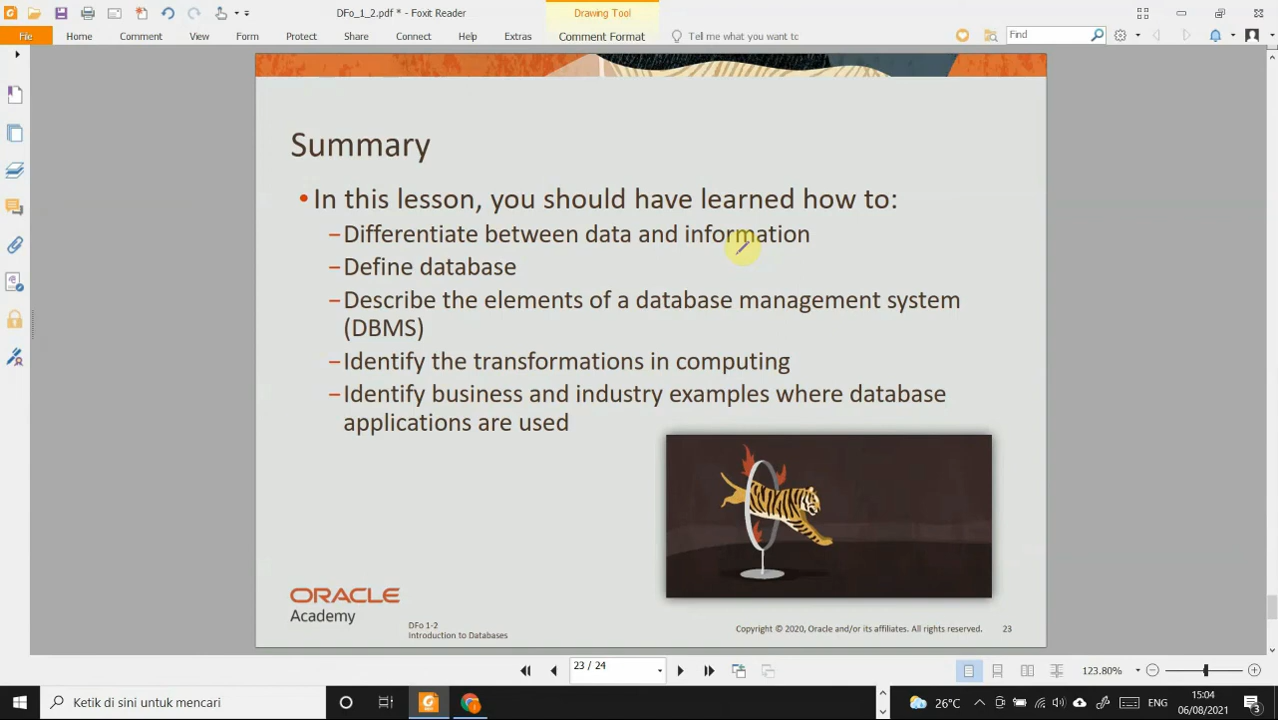 DFo_1_2.pdf * - Foxit Reader
Drawing Tool
File Home Comment View Form Protect Share Connect Help Extras Comment Format Tell me what you want to Find
Summary
• In this lesson, you should have learned how to:
–Differentiate between data and information
–Define database
–Describe the elements of a database management system
(DBMS)
–Identify the transformations in computing
–Identify business and industry examples where database
applications are used
ORACLE
Academy
DFo 1-2
Introduction to Databases
Copyright © 2020, Oracle and/or its affiliates. All rights reserved. 23
23 / 24
123.80%
Ketik di sini untuk mencari
26°C
ENG
15:04
06/08/2021
3